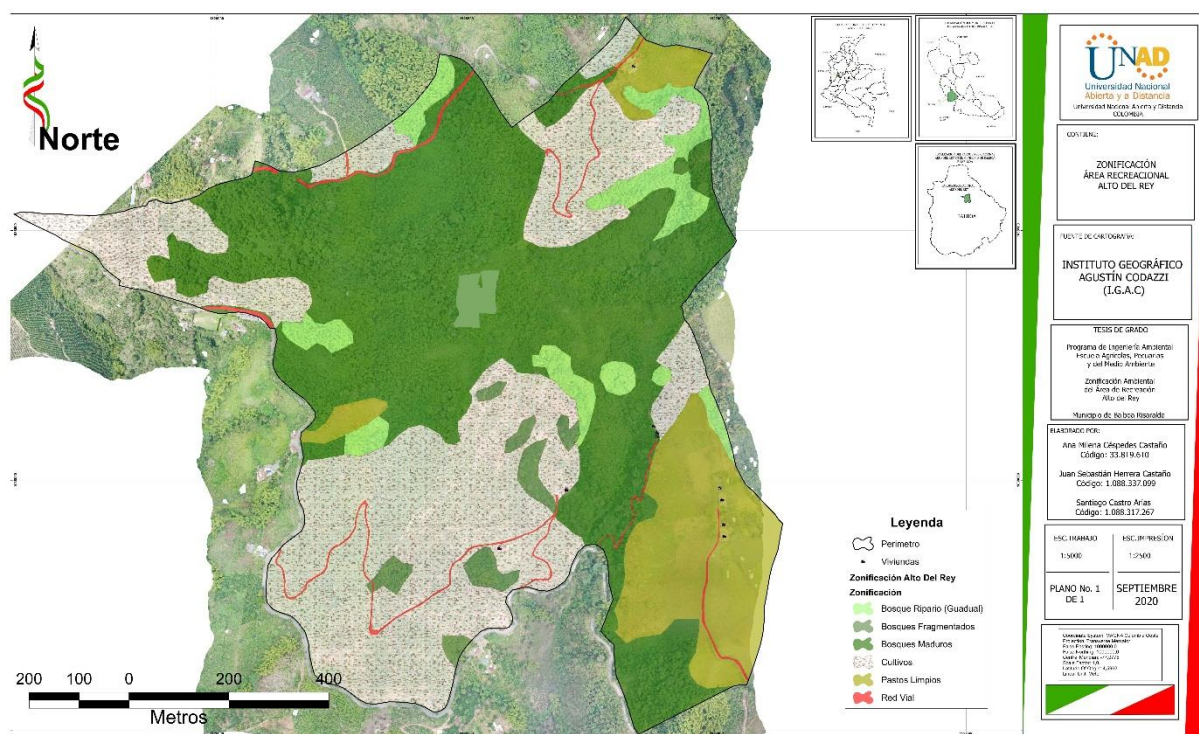 Norte
200 100 0 200 400
Metros
Leyenda
Perimetro
Viviendas
Zonificación Alto Del Rey
Zonificación
Bosque Ripario (Guadual)
Bosques Fragmentados
Bosques Maduros
Cultivos
Pastos Limpios
Red Vial
UNAD
Universidad Nacional
Abierta y a Distancia
Universidad Nacional Abierta y Distancia
COLOMBIA
CONTIENE:
ZONIFICACIÓN
ÁREA RECREACIONAL
ALTO DEL REY
FUENTE DE CARTOGRAFIA:
INSTITUTO GEOGRÁFICO
AGUSTÍN CODAZZI
(I.G.A.C)
TESIS DE GRADO
Programa de Ingeniería Ambiental
Escuela Agrícolas, Pecuarias
y del Medio Ambiente
Zonificación Ambiental
del Área de Recreación
Alto del Rey
Municipio de Balboa Risaralda
ELABORADO POR:
Ana Milena Céspedes Castaño
Código: 33.819.610
Juan Sebastián Herrera Castaño
Código: 1.088.337.099
Santiago Castro Arias
Código: 1.088.317.267
ESC.TRABAJO
1:5000
ESC.IMPRESIÓN
1:2500
PLANO No. 1
DE 1
SEPTIEMBRE
2020